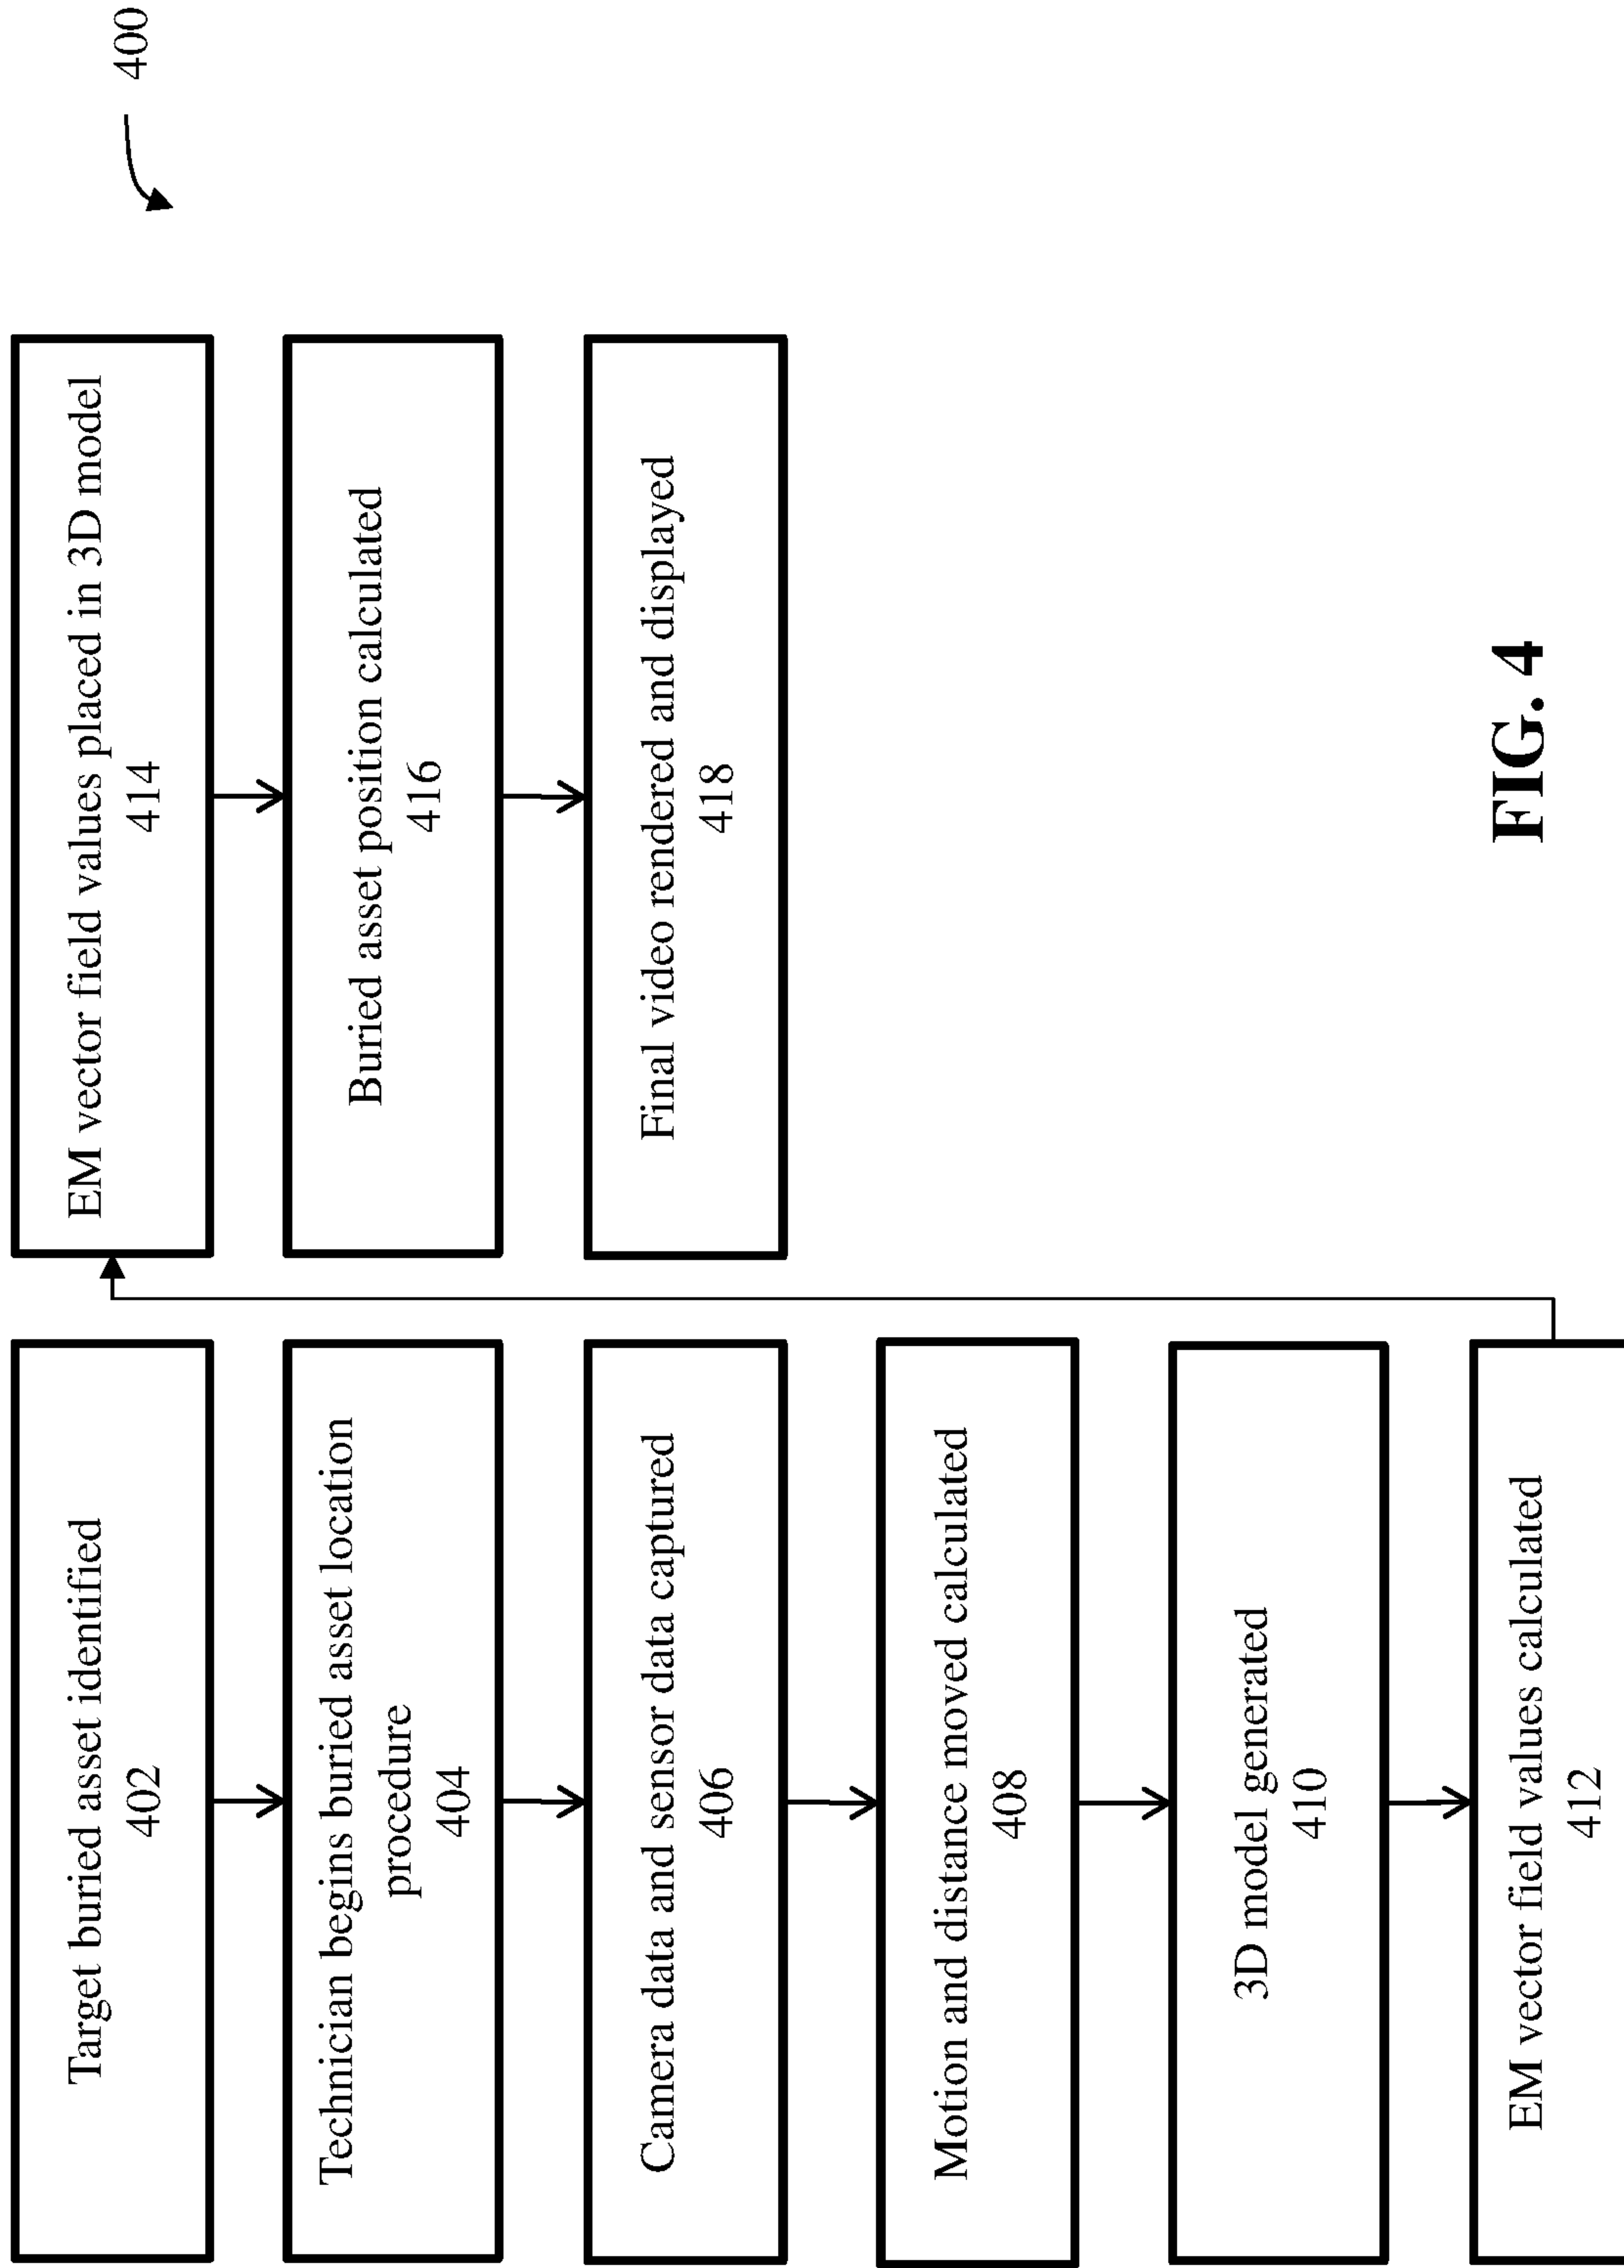 400
Target buried asset identified
402
Technician begins buried asset location
procedure
404
Camera data and sensor data captured
406
Motion and distance moved calculated
408
3D model generated
410
EM vector field values calculated
412
EM vector field values placed in 3D model
414
Buried asset position calculated
416
Final video rendered and displayed
418
FIG. 4